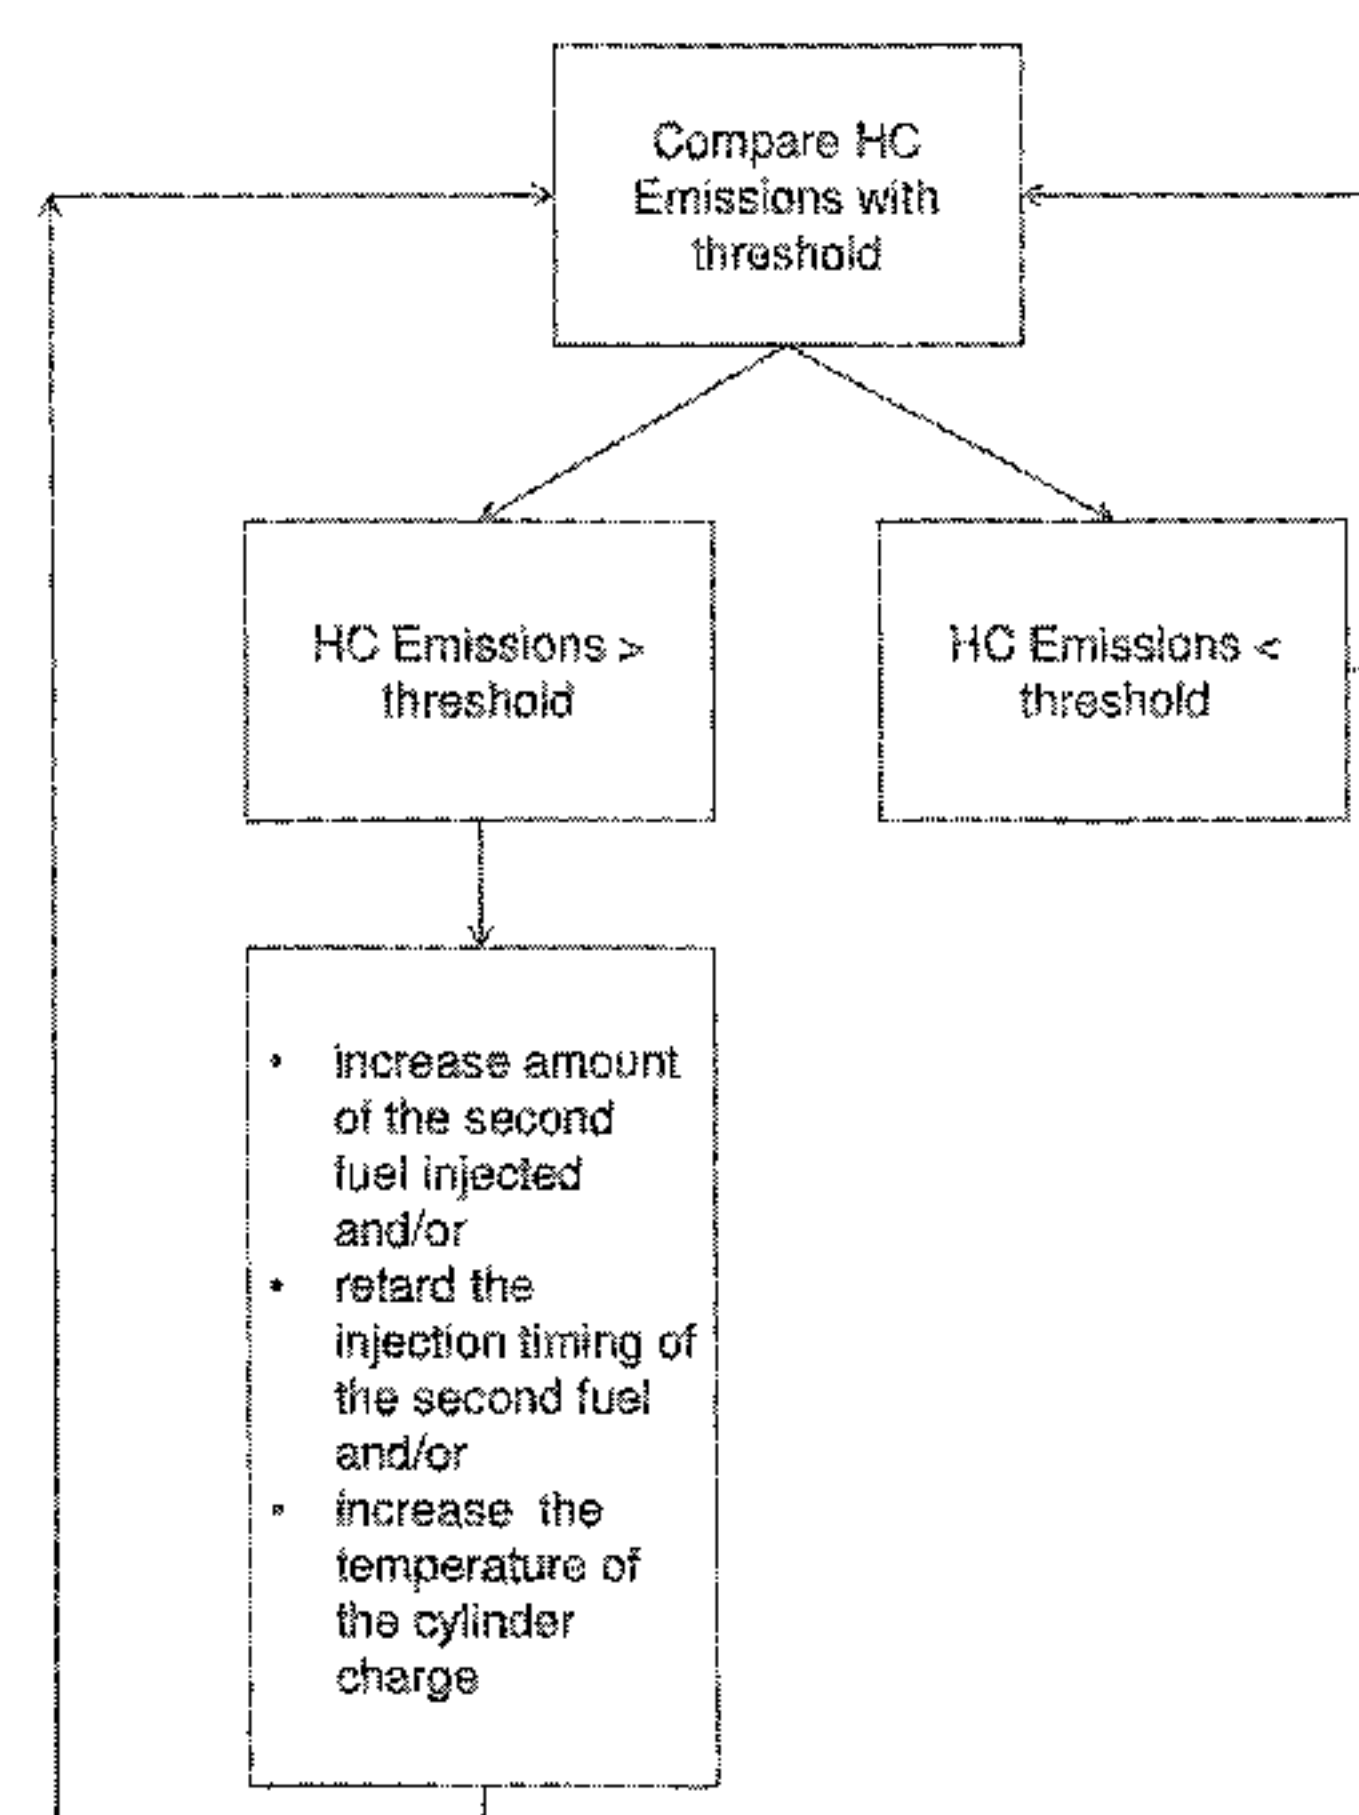 Compare HC
Emissions with
threshold
HC Emissions >
threshold
HC Emissions <
threshold
• increase amount
of the second
fuel injected
and/or
• retard the
injection timing of
the second fuel
and/or
• increase the
temperature of
the cylinder
charge